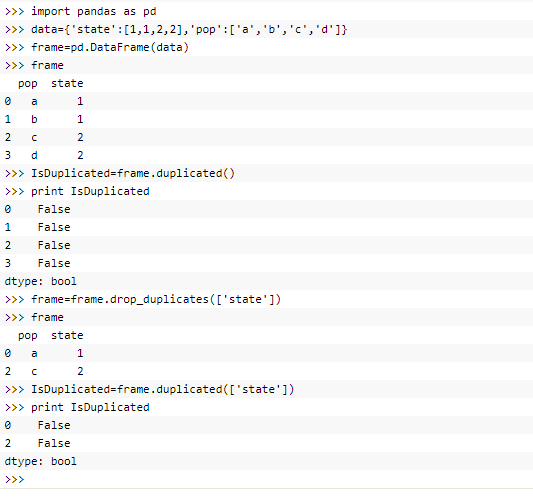 >>> import pandas as pd
>>> data={'state':[1,1,2,2],'pop':['a','b','c','d']}
>>> frame=pd.DataFrame(data)
>>> frame
  pop  state
0   a      1
1   b      1
2   c      2
3   d      2
>>> IsDuplicated=frame.duplicated()
>>> print IsDuplicated
0    False
1    False
2    False
3    False
dtype: bool
>>> frame=frame.drop_duplicates(['state'])
>>> frame
  pop  state
0   a      1
2   c      2
>>> IsDuplicated=frame.duplicated(['state'])
>>> print IsDuplicated
0    False
2    False
dtype: bool
>>>